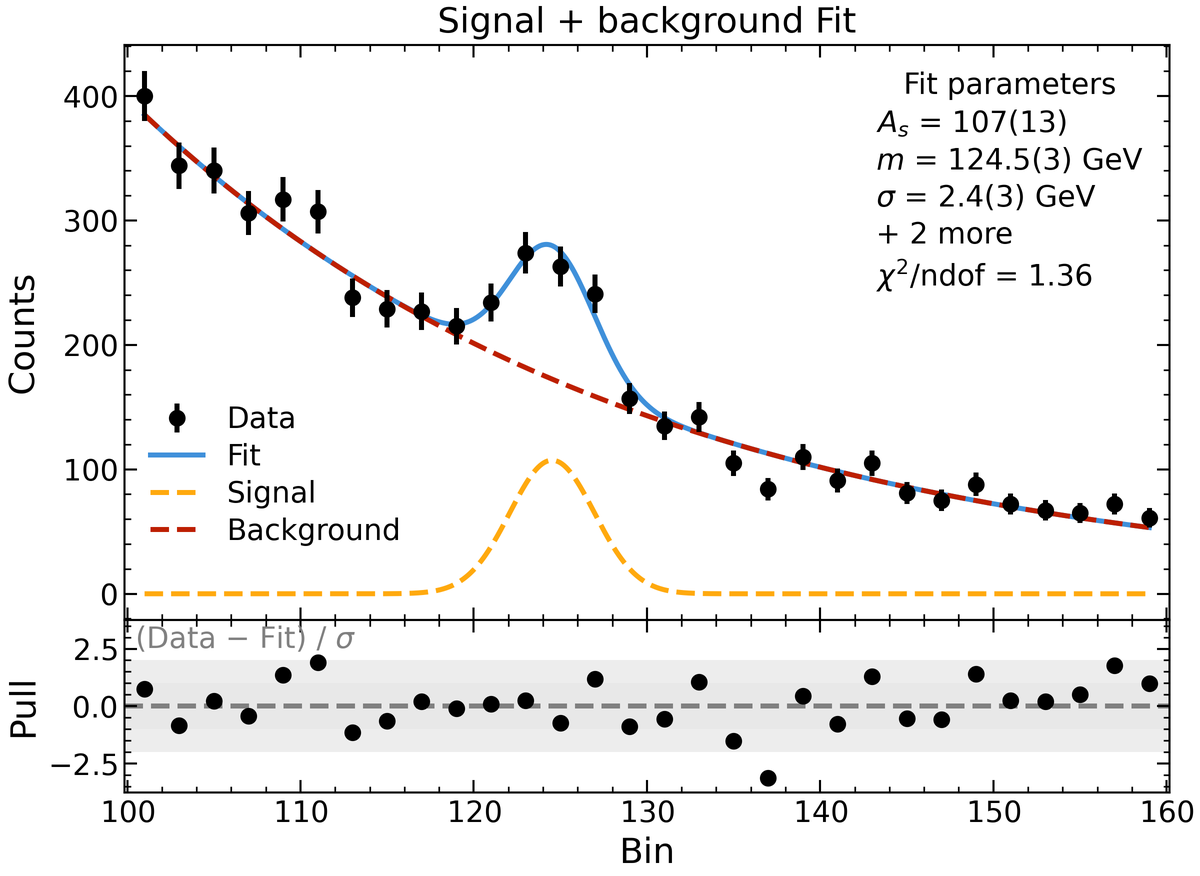 Signal + background Fit
Fit parameters
Aₛ = 107(13)
m = 124.5(3) GeV
σ = 2.4(3) GeV
+ 2 more
χ²/ndof = 1.36
Counts
400
300
200
100
0
Data
Fit
Signal
Background
(Data − Fit) / σ
Pull
2.5
0.0
−2.5
100 110 120 130 140 150 160
Bin